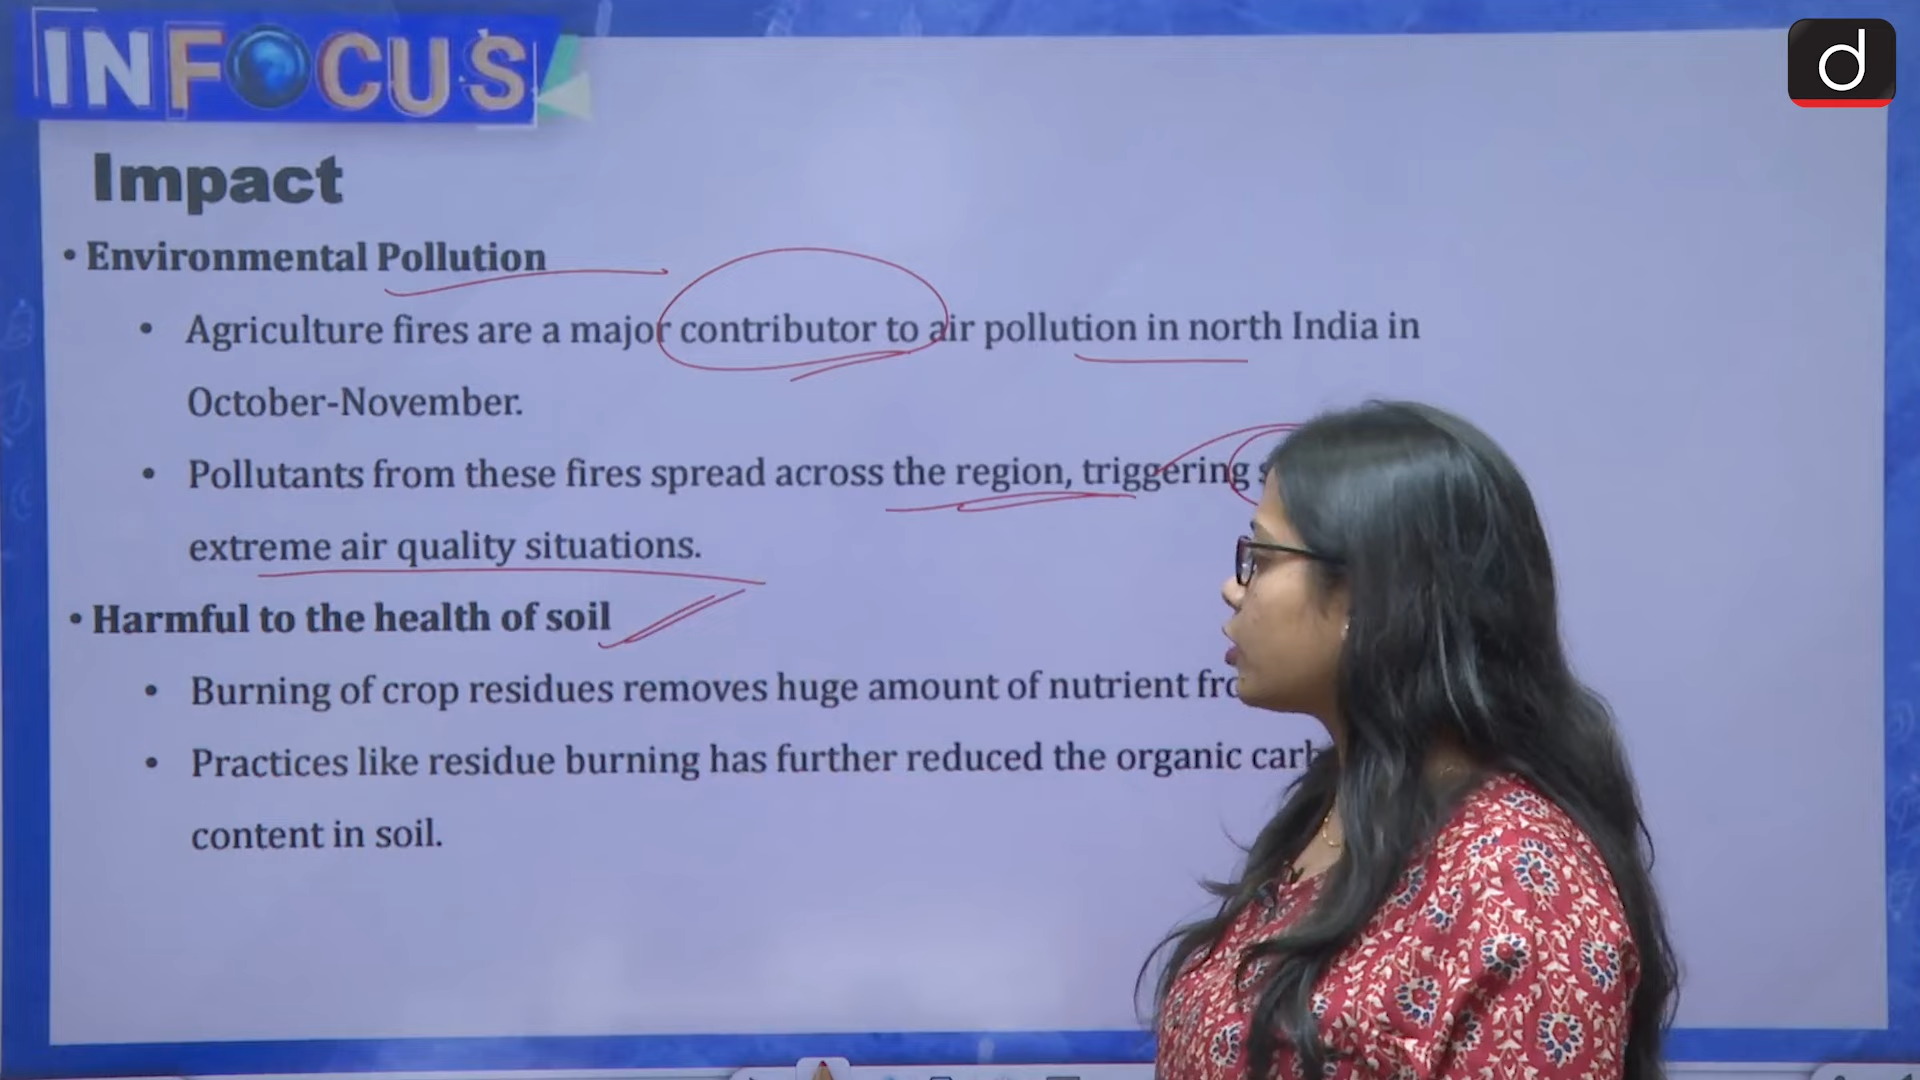 INFOCUS
d
Impact
• Environmental Pollution
• Agriculture fires are a major contributor to air pollution in north India in
October-November.
• Pollutants from these fires spread across the region, triggering
extreme air quality situations.
• Harmful to the health of soil
• Burning of crop residues removes huge amount of nutrient
• Practices like residue burning has further reduced the organic
content in soil.